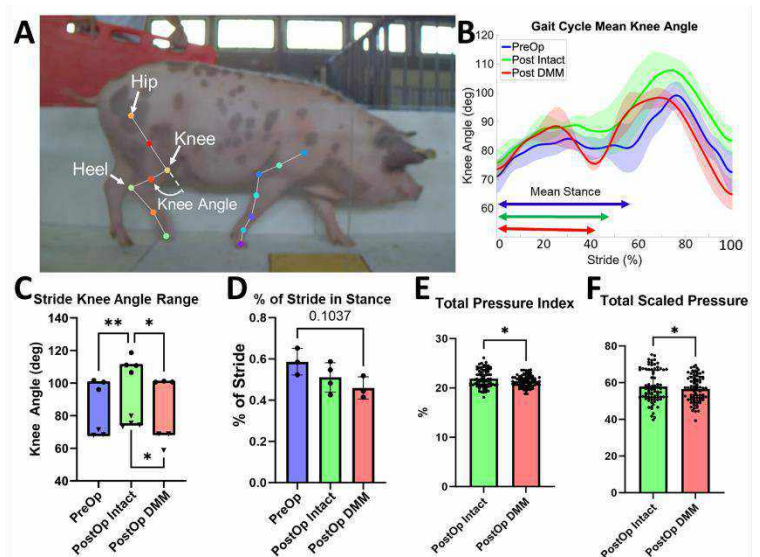 A
Hip
Knee
Heel
Knee Angle
B
Gait Cycle Mean Knee Angle
PreOp
Post Intact
Post DMM
Knee Angle (deg)
120
110
100
90
80
70
60
Mean Stance
0 20 40 60 80 100
Stride (%)
C
Stride Knee Angle Range
** *
Knee Angle (deg)
140
120
100
80
60
40
*
PreOp
PostOp Intact
PostOp DMM
D
% of Stride in Stance
0.1037
% of Stride
0.8
0.6
0.4
0.2
0.0
PreOp
PostOp Intact
PostOp DMM
E
Total Pressure Index
*
%
30
20
10
0
PostOp Intact
PostOp DMM
F
Total Scaled Pressure
*
80
60
40
20
0
PostOp Intact
PostOp DMM